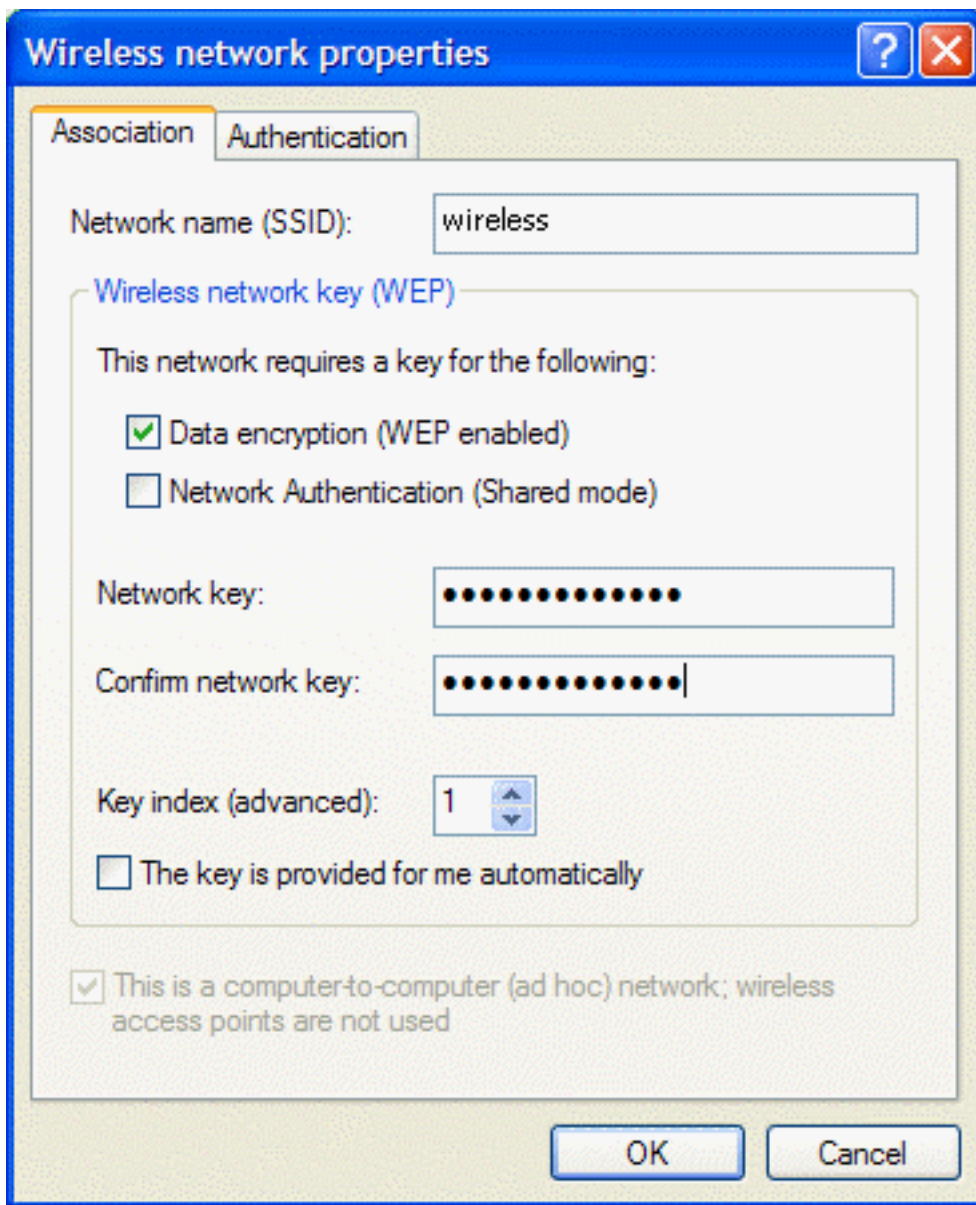 Wireless network properties
Association
Authentication
Network name (SSID): wireless
Wireless network key (WEP)
This network requires a key for the following:
Data encryption (WEP enabled)
Network Authentication (Shared mode)
Network key: •••••••••••••
Confirm network key: •••••••••••••
Key index (advanced): 1
The key is provided for me automatically
This is a computer-to-computer (ad hoc) network; wireless
access points are not used
OK
Cancel